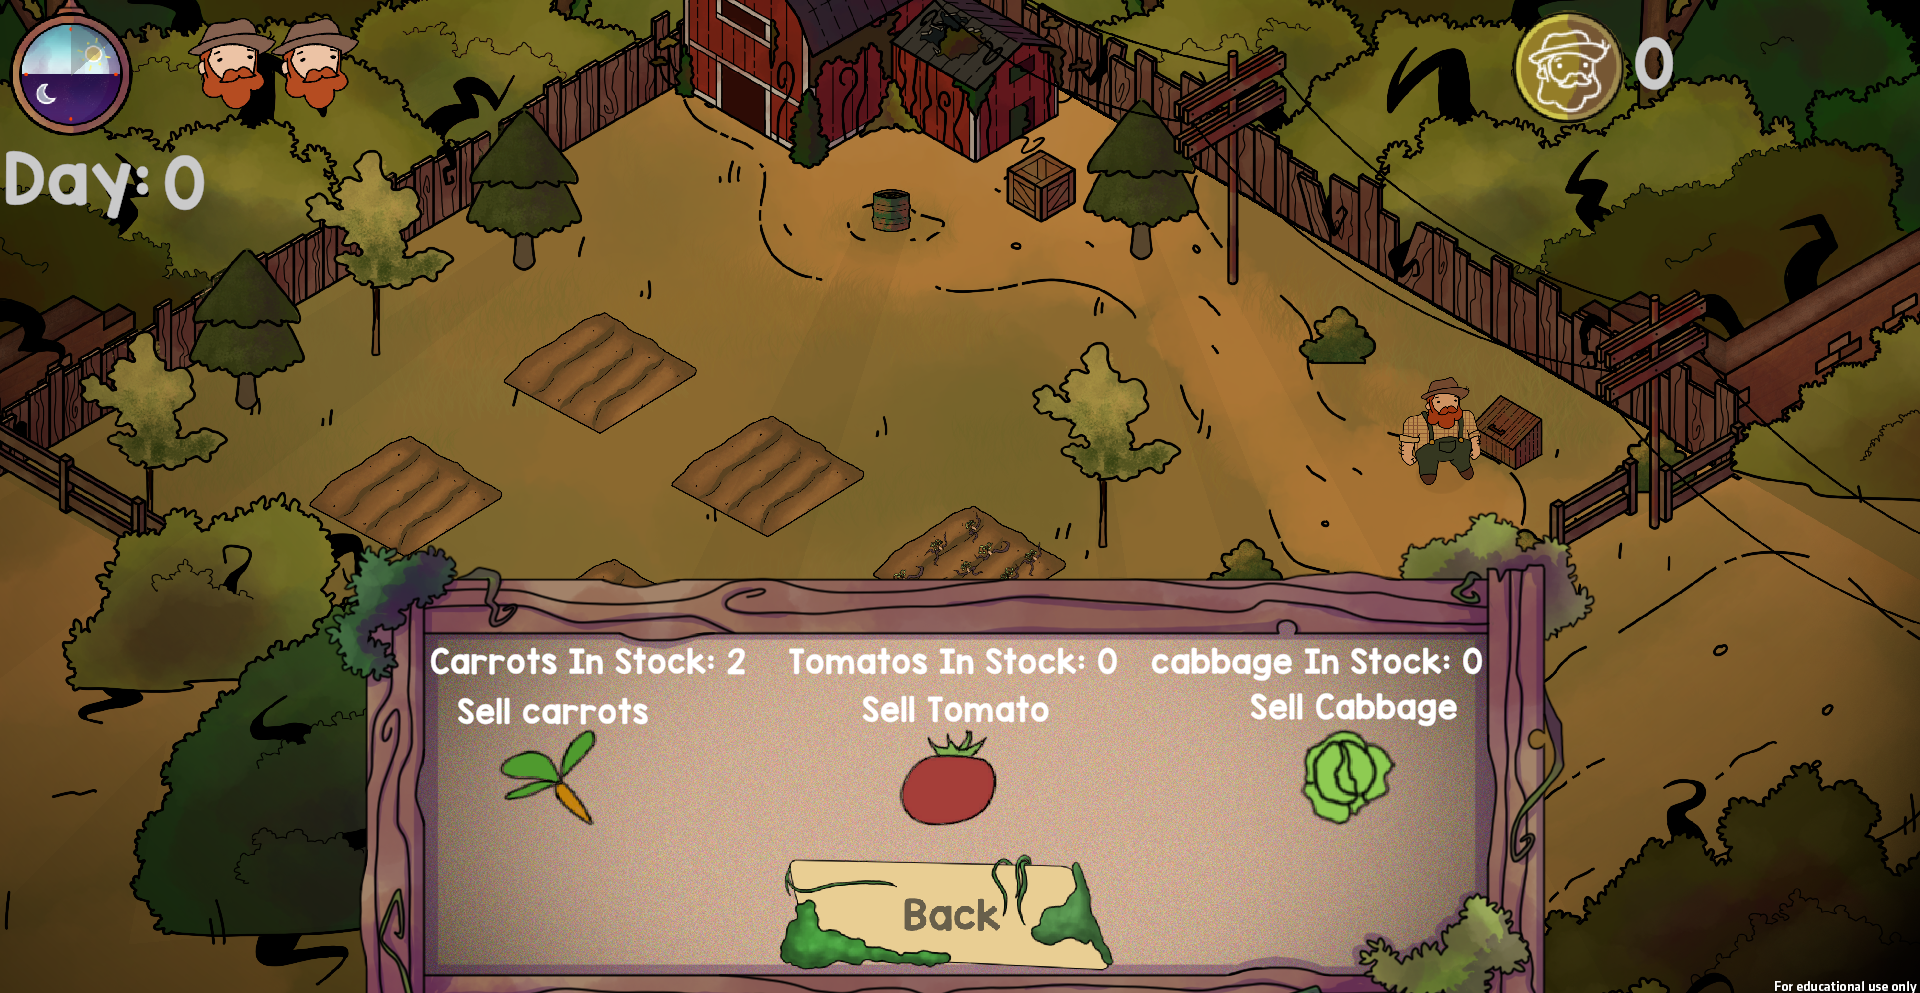 0
Day: 0
Carrots In Stock: 2
Tomatos In Stock: 0
cabbage In Stock: 0
Sell carrots
Sell Tomato
Sell Cabbage
Back
For educational use only